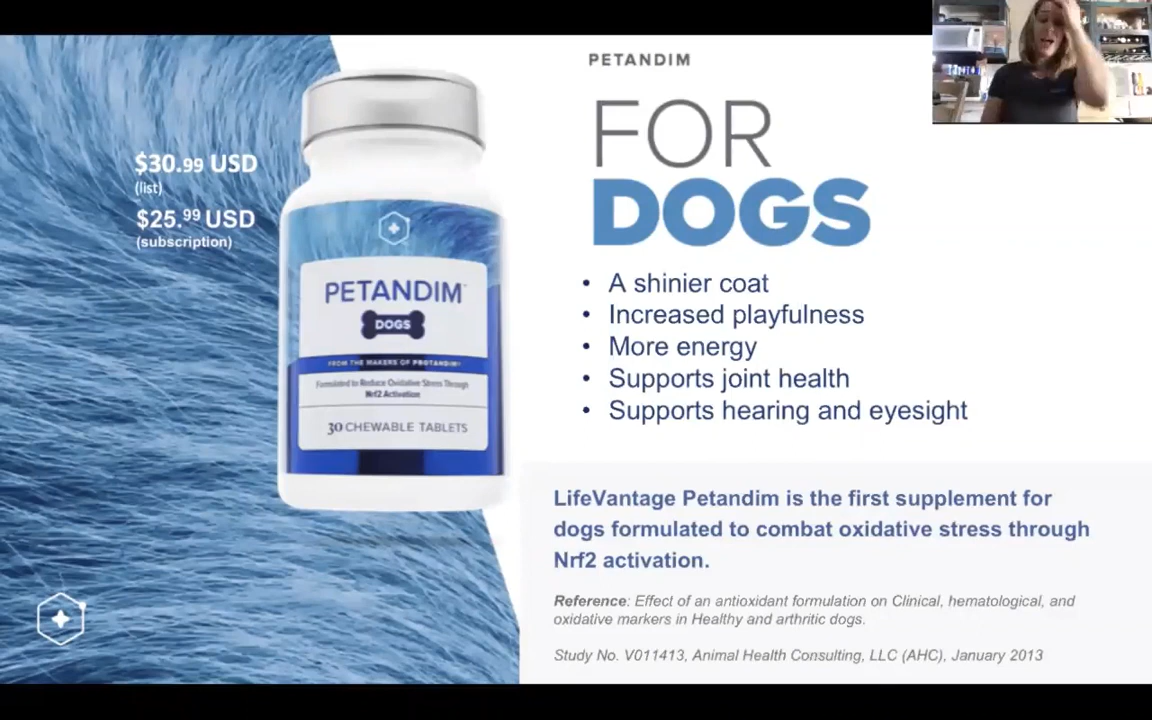 PETANDIM
FOR
DOGS
$30.99 USD
(list)
$25.99 USD
(subscription)
PETANDIM
DOGS
FROM THE MAKERS OF PROTANDIM
Formulated to Reduce Oxidative Stress Through
Nrf2 Activation
30 CHEWABLE TABLETS
• A shinier coat
• Increased playfulness
• More energy
• Supports joint health
• Supports hearing and eyesight
LifeVantage Petandim is the first supplement for
dogs formulated to combat oxidative stress through
Nrf2 activation.
Reference: Effect of an antioxidant formulation on Clinical, hematological, and
oxidative markers in Healthy and arthritic dogs.
Study No. V011413, Animal Health Consulting, LLC (AHC), January 2013